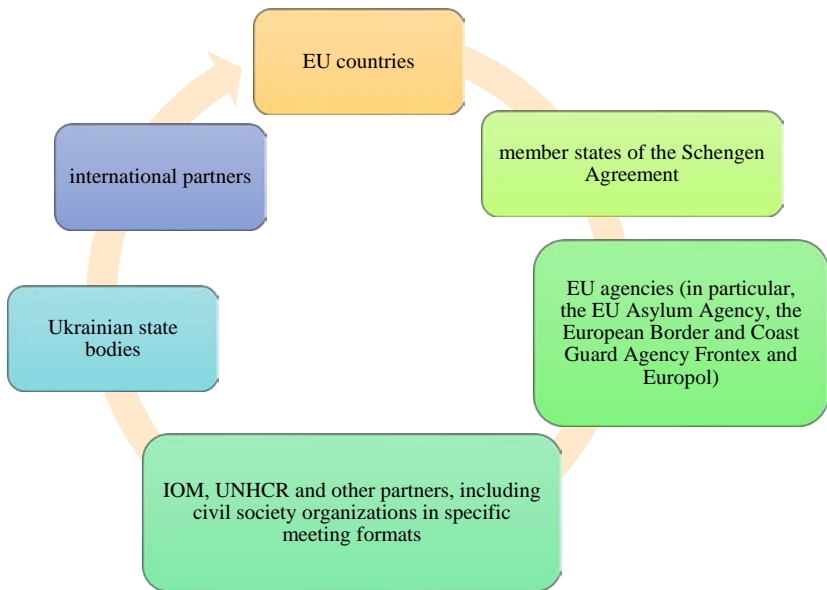 EU countries
member states of the Schengen
Agreement
EU agencies (in particular,
the EU Asylum Agency, the
European Border and Coast
Guard Agency Frontex and
Europol)
IOM, UNHCR and other partners, including
civil society organizations in specific
meeting formats
Ukrainian state
bodies
international partners